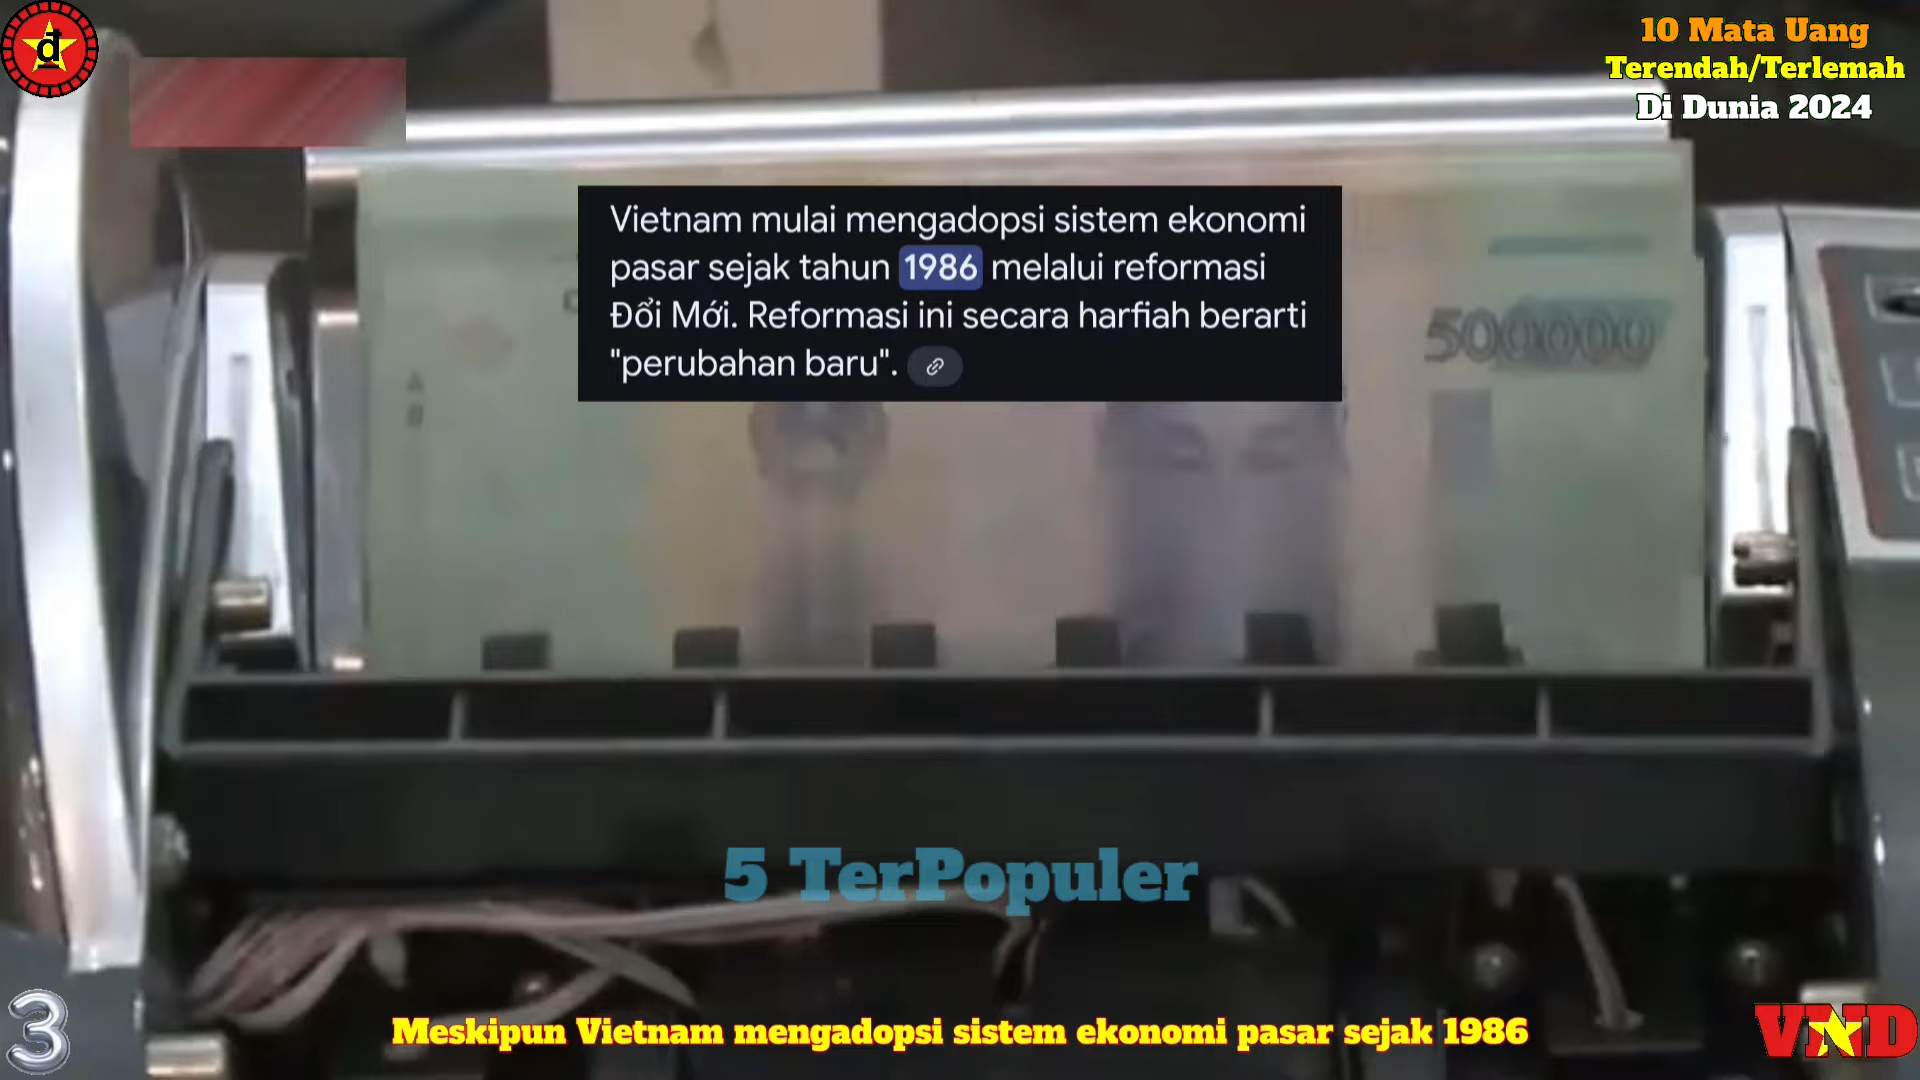 đ
10 Mata Uang
Terendah/Terlemah
Di Dunia 2024
Vietnam mulai mengadopsi sistem ekonomi
pasar sejak tahun 1986 melalui reformasi
Đổi Mới. Reformasi ini secara harfiah berarti
"perubahan baru".
500000
5 TerPopuler
3
Meskipun Vietnam mengadopsi sistem ekonomi pasar sejak 1986
VND